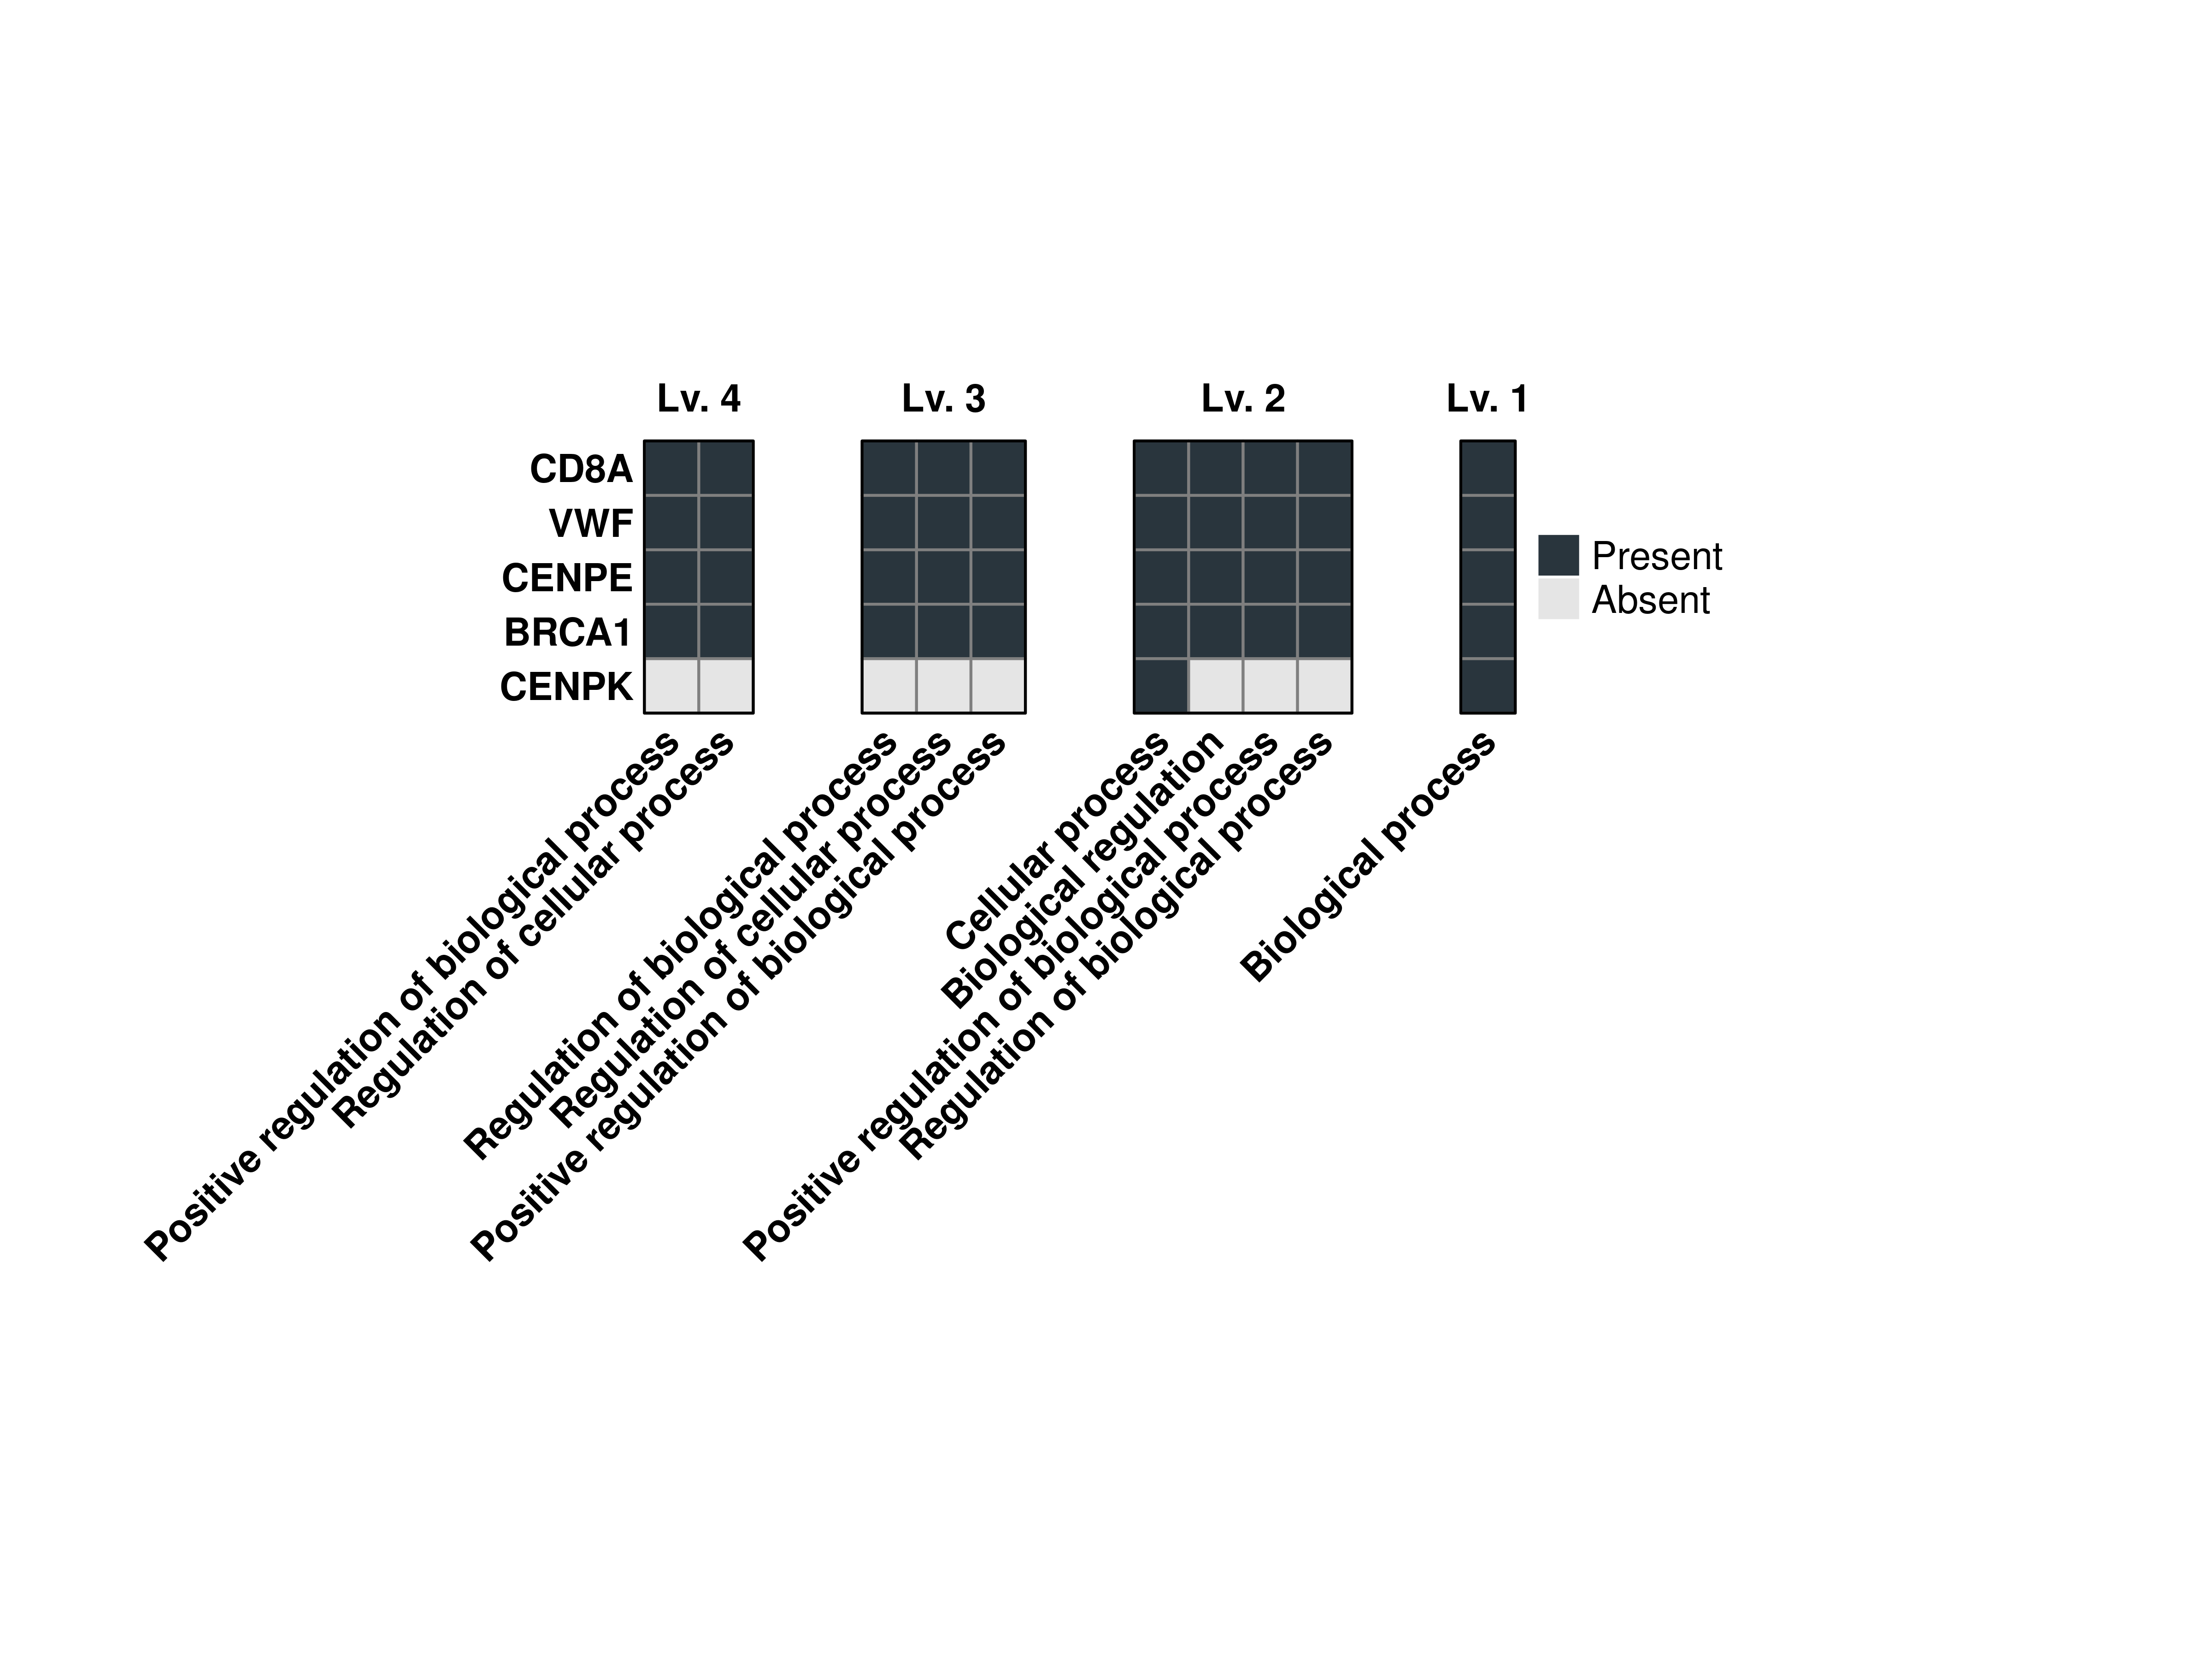 Lv. 4
Lv. 3
Lv. 2
Lv. 1
CD8A
VWF
CENPE
BRCA1
CENPK
Present
Absent
Positive regulation of biological process
Regulation of cellular process
Regulation of biological process
Regulation of cellular process
Positive regulation of biological process
Cellular process
Biological regulation
Positive regulation of biological process
Regulation of biological process
Biological process